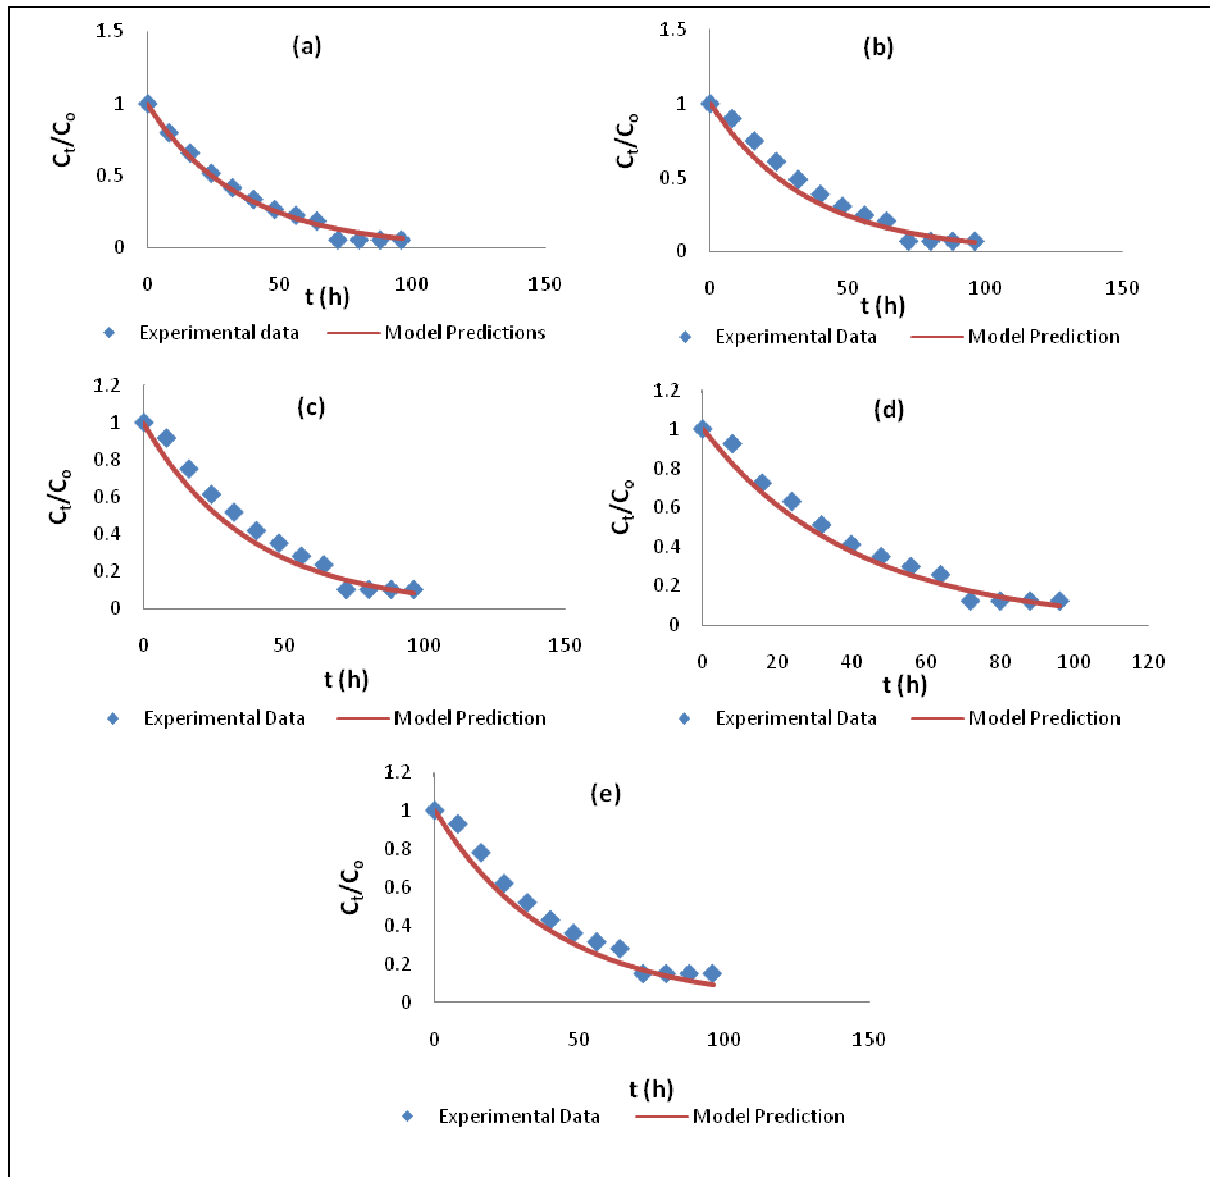 (a)
1.5
1
0.5
0
Ct/Co
0 50 100 150
t (h)
Experimental data Model Predictions
(b)
1.5
1
0.5
0
Ct/Co
0 50 100 150
t (h)
Experimental Data Model Prediction
(c)
1.2
1
0.8
0.6
0.4
0.2
0
Ct/Co
0 50 100 150
t (h)
Experimental Data Model Prediction
(d)
1.2
1
0.8
0.6
0.4
0.2
0
Ct/Co
0 20 40 60 80 100 120
t (h)
Experimental Data Model Prediction
(e)
1.2
1
0.8
0.6
0.4
0.2
0
Ct/Co
0 50 100 150
t (h)
Experimental Data Model Prediction